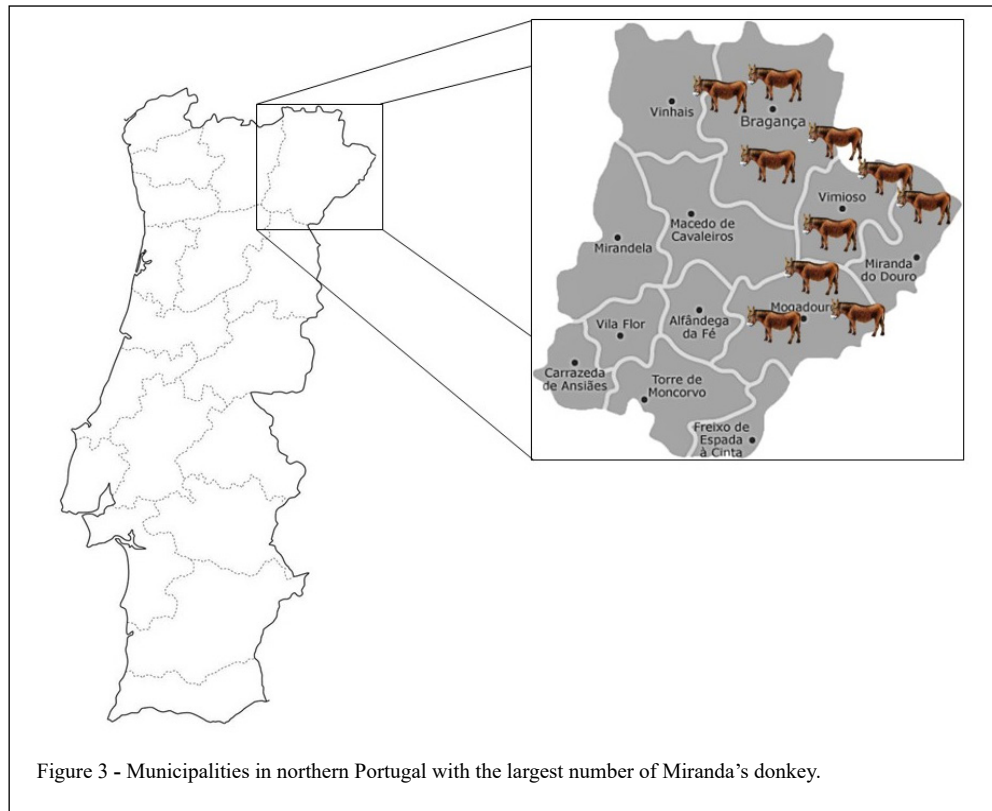 Vinhais
Bragança
Vimioso
Macedo de
Cavaleiros
Mirandela
Miranda
do Douro
Mogadouro
Alfândega
da Fé
Vila Flor
Carrazeda
de Ansiães
Torre de
Moncorvo
Freixo de
Espada
à Cinta
Figure 3 - Municipalities in northern Portugal with the largest number of Miranda’s donkey.